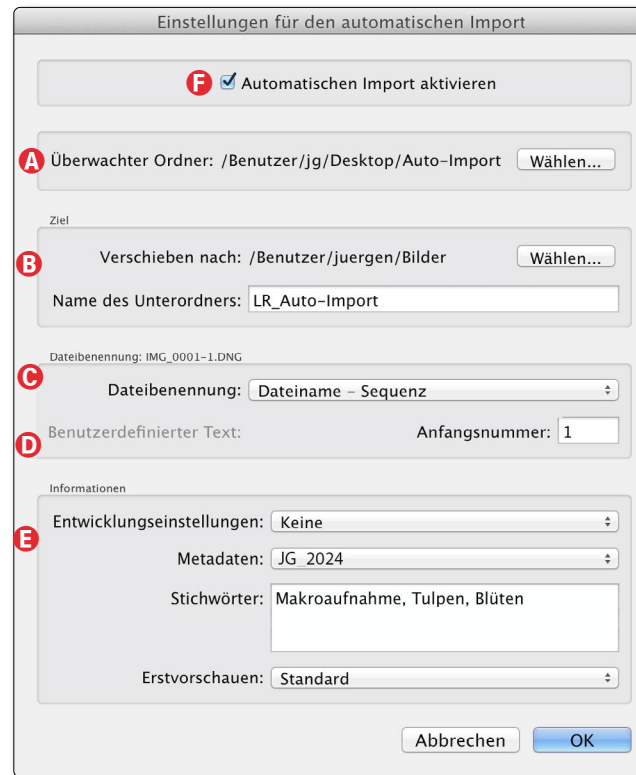 Einstellungen für den automatischen Import
F Automatischen Import aktivieren
A Überwachter Ordner: /Benutzer/jg/Desktop/Auto-Import Wählen...
Ziel
B Verschieben nach: /Benutzer/juergen/Bilder Wählen...
Name des Unterordners: LR_Auto-Import
Dateibenennung: IMG_0001-1.DNG
C Dateibenennung: Dateiname – Sequenz
D Benutzerdefinierter Text: Anfangsnummer: 1
Informationen
E Entwicklungseinstellungen: Keine
Metadaten: JG_2024
Stichwörter: Makroaufnahme, Tulpen, Blüten
Erstvorschauen: Standard
Abbrechen OK